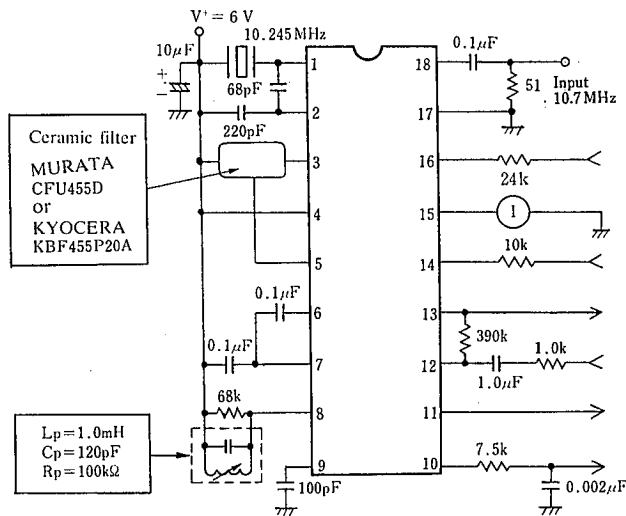 V⁺=6 V
10μF
10.245MHz
0.1μF
+
−
68pF
1
18
51
Input
10.7MHz
2
17
220pF
Ceramic filter
MURATA
CFU455D
or
KYOCERA
KBF455P20A
3
16
24k
4
15
I
10k
5
14
0.1μF
6
13
0.1μF
390k
1.0k
7
12
1.0μF
68k
8
11
Lp=1.0mH
Cp=120pF
Rp=100kΩ
7.5k
9
10
100pF
0.002μF